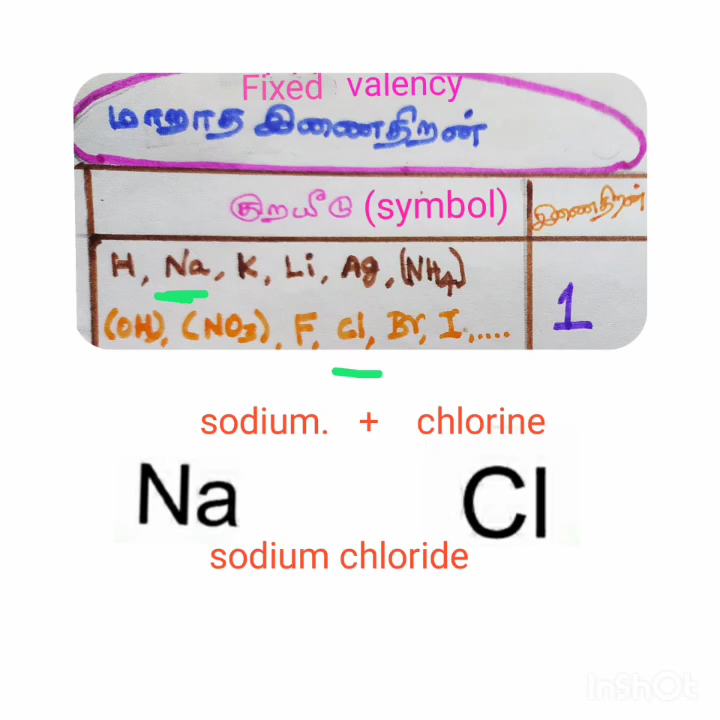 Fixed valency
மாறாத இணைதிறன்
குறயீடு (symbol) இணைதிறன்
H, Na, K, Li, Ag, (NH4)
(OH), (NO3), F, Cl, Br, I,..... 1
sodium. + chlorine
Na Cl
sodium chloride
InShOt